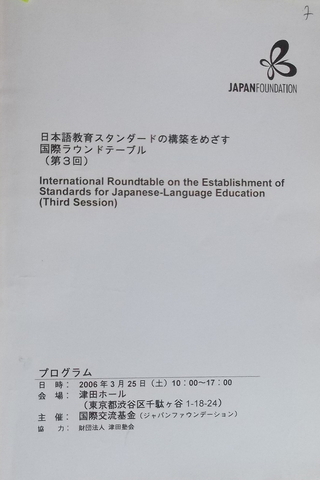 7
JAPANFOUNDATION
日本語教育スタンダードの構築をめざす
国際ラウンドテーブル
（第３回）
International Roundtable on the Establishment of
Standards for Japanese-Language Education
(Third Session)
プログラム
日　時： 2006年3月25日（土）10：00〜17：00
会　場： 津田ホール
（東京都渋谷区千駄ヶ谷1-18-24）
主　催： 国際交流基金（ジャパンファウンデーション）
協　力： 財団法人 津田塾会